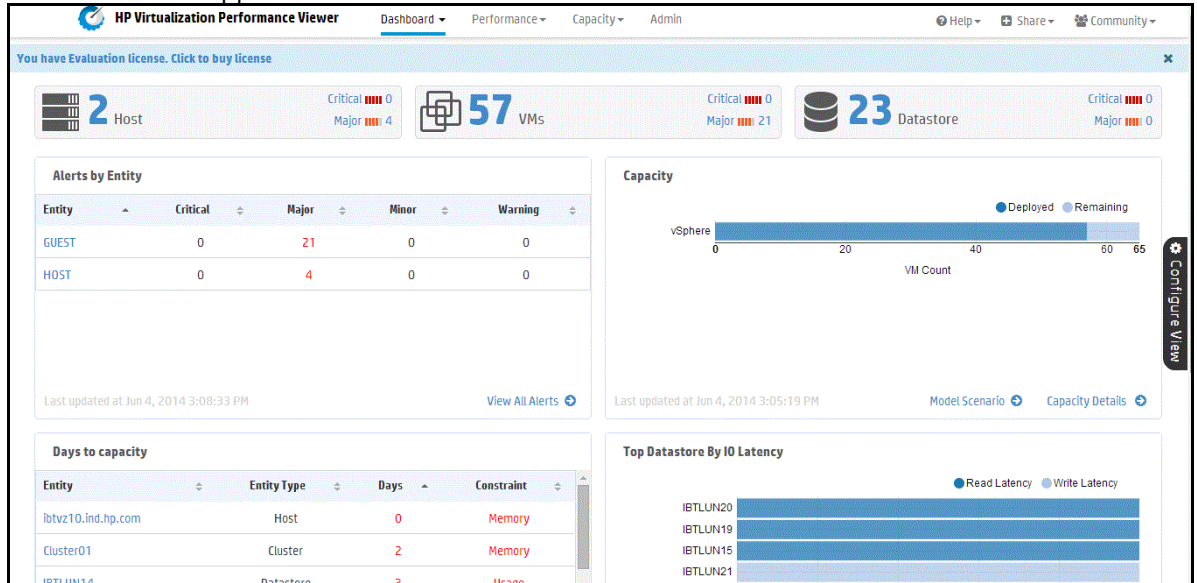 HP Virtualization Performance Viewer Dashboard Performance Capacity Admin Help Share Community
You have Evaluation license. Click to buy license
2 Host Critical 0 Major 4
57 VMs Critical 0 Major 21
23 Datastore Critical 0 Major 0
Alerts by Entity
Entity Critical Major Minor Warning
GUEST 0 21 0 0
HOST 0 4 0 0
Last updated at Jun 4, 2014 3:08:33 PM View All Alerts
Capacity
Deployed Remaining
vSphere
0 20 40 60 65
VM Count
Last updated at Jun 4, 2014 3:05:19 PM Model Scenario Capacity Details
Configure View
Days to capacity
Entity Entity Type Days Constraint
ibtvz10.ind.hp.com Host 0 Memory
Cluster01 Cluster 2 Memory
IBTLUN14 Datastore 3 Usage
Top Datastore By IO Latency
Read Latency Write Latency
IBTLUN20
IBTLUN19
IBTLUN15
IBTLUN21